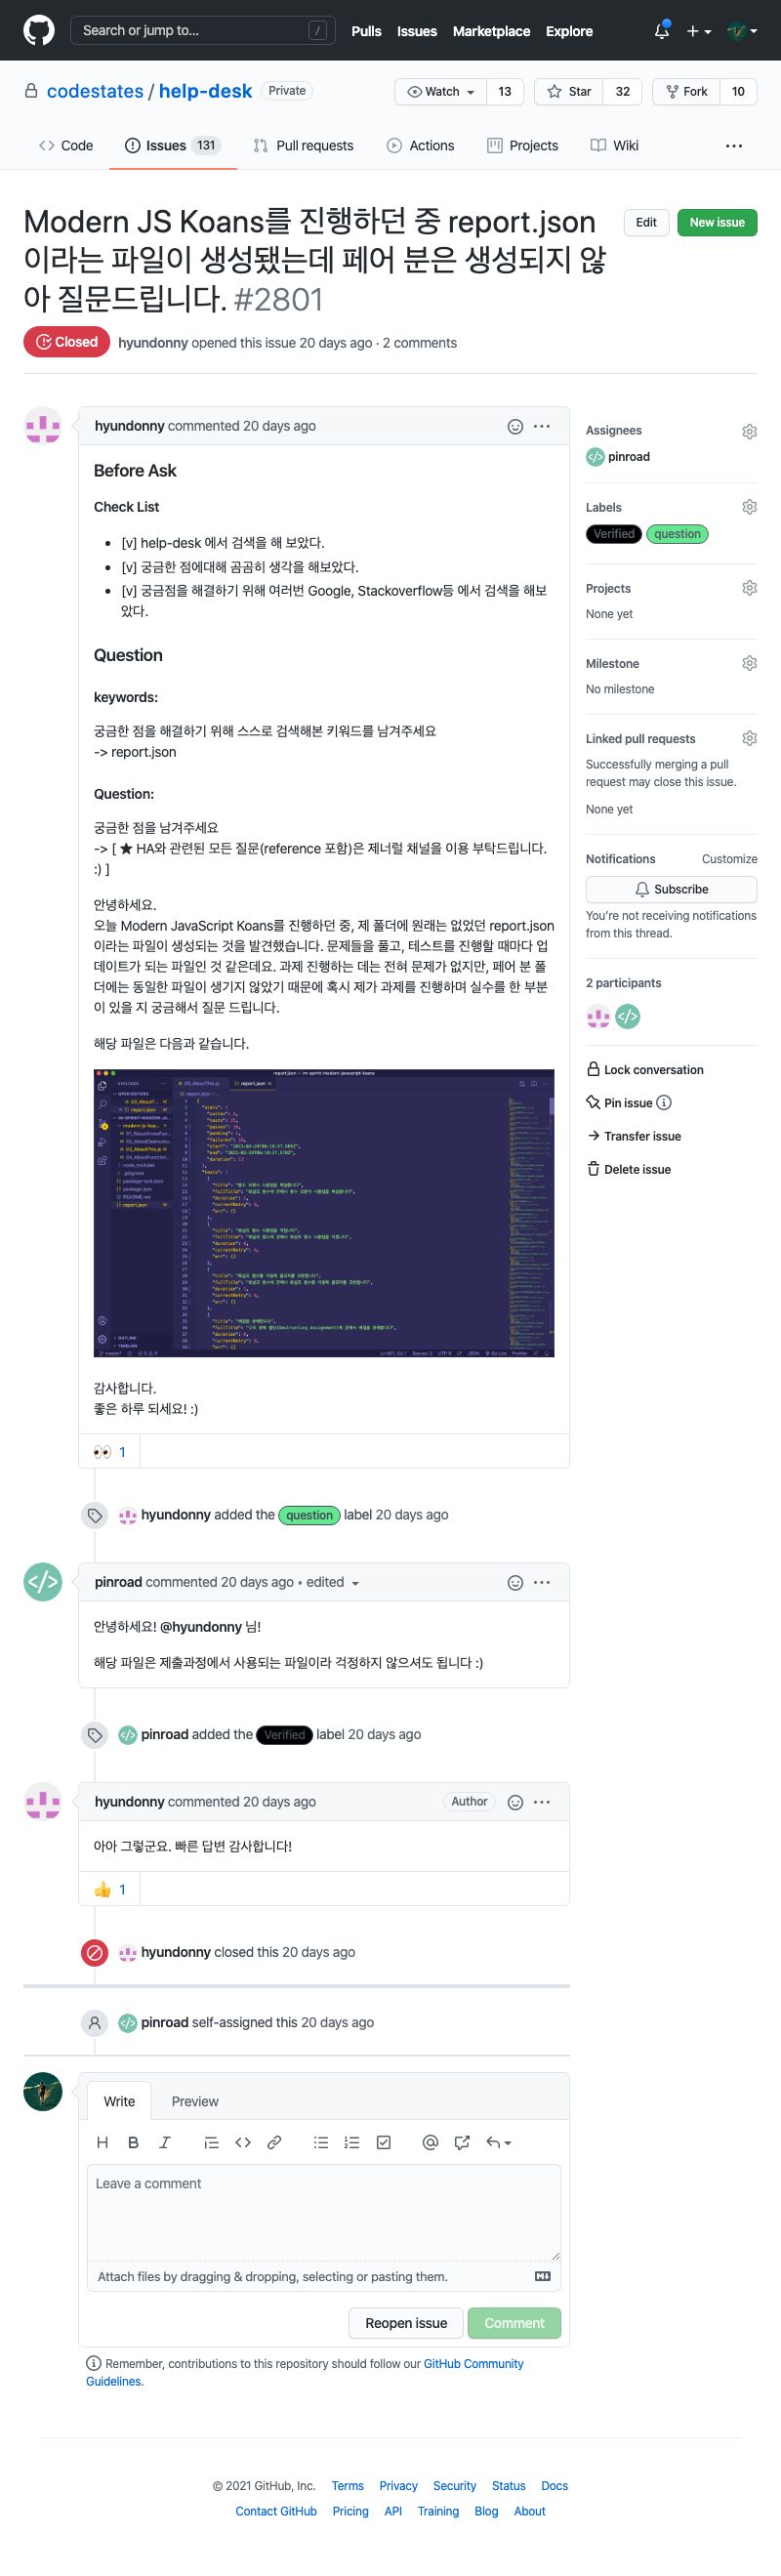 Search or jump to...
/
Pulls
Issues
Marketplace
Explore
codestates / help-desk
Private
Watch
13
Star
32
Fork
10
Code
Issues 131
Pull requests
Actions
Projects
Wiki
Modern JS Koans를 진행하던 중 report.json
이라는 파일이 생성됐는데 페어 분은 생성되지 않
아 질문드립니다. #2801
Edit
New issue
Closed
hyundonny opened this issue 20 days ago · 2 comments
hyundonny commented 20 days ago
Before Ask
Check List
[v] help-desk 에서 검색을 해 보았다.
[v] 궁금한 점에대해 곰곰히 생각을 해보았다.
[v] 궁금점을 해결하기 위해 여러번 Google, Stackoverflow등 에서 검색을 해보
았다.
Question
keywords:
궁금한 점을 해결하기 위해 스스로 검색해본 키워드를 남겨주세요
-> report.json
Question:
궁금한 점을 남겨주세요
-> [ ★ HA와 관련된 모든 질문(reference 포함)은 제너럴 채널을 이용 부탁드립니다.
:) ]
안녕하세요.
오늘 Modern JavaScript Koans를 진행하던 중, 제 폴더에 원래는 없었던 report.json
이라는 파일이 생성되는 것을 발견했습니다. 문제들을 풀고, 테스트를 진행할 때마다 업
데이트가 되는 파일인 것 같은데요. 과제 진행하는 데는 전혀 문제가 없지만, 페어 분 폴
더에는 동일한 파일이 생기지 않았기 때문에 혹시 제가 과제를 진행하며 실수를 한 부분
이 있을 지 궁금해서 질문 드립니다.
해당 파일은 다음과 같습니다.
감사합니다.
좋은 하루 되세요! :)
👀 1
hyundonny added the question label 20 days ago
pinroad commented 20 days ago • edited
안녕하세요! @hyundonny 님!
해당 파일은 제출과정에서 사용되는 파일이라 걱정하지 않으셔도 됩니다 :)
pinroad added the Verified label 20 days ago
hyundonny commented 20 days ago
Author
아아 그렇군요. 빠른 답변 감사합니다!
👍 1
hyundonny closed this 20 days ago
pinroad self-assigned this 20 days ago
Write
Preview
Leave a comment
Attach files by dragging & dropping, selecting or pasting them.
Reopen issue
Comment
Remember, contributions to this repository should follow our GitHub Community
Guidelines.
Assignees
pinroad
Labels
Verified
question
Projects
None yet
Milestone
No milestone
Linked pull requests
Successfully merging a pull
request may close this issue.
None yet
Notifications
Customize
Subscribe
You're not receiving notifications
from this thread.
2 participants
Lock conversation
Pin issue
Transfer issue
Delete issue
© 2021 GitHub, Inc.
Terms
Privacy
Security
Status
Docs
Contact GitHub
Pricing
API
Training
Blog
About